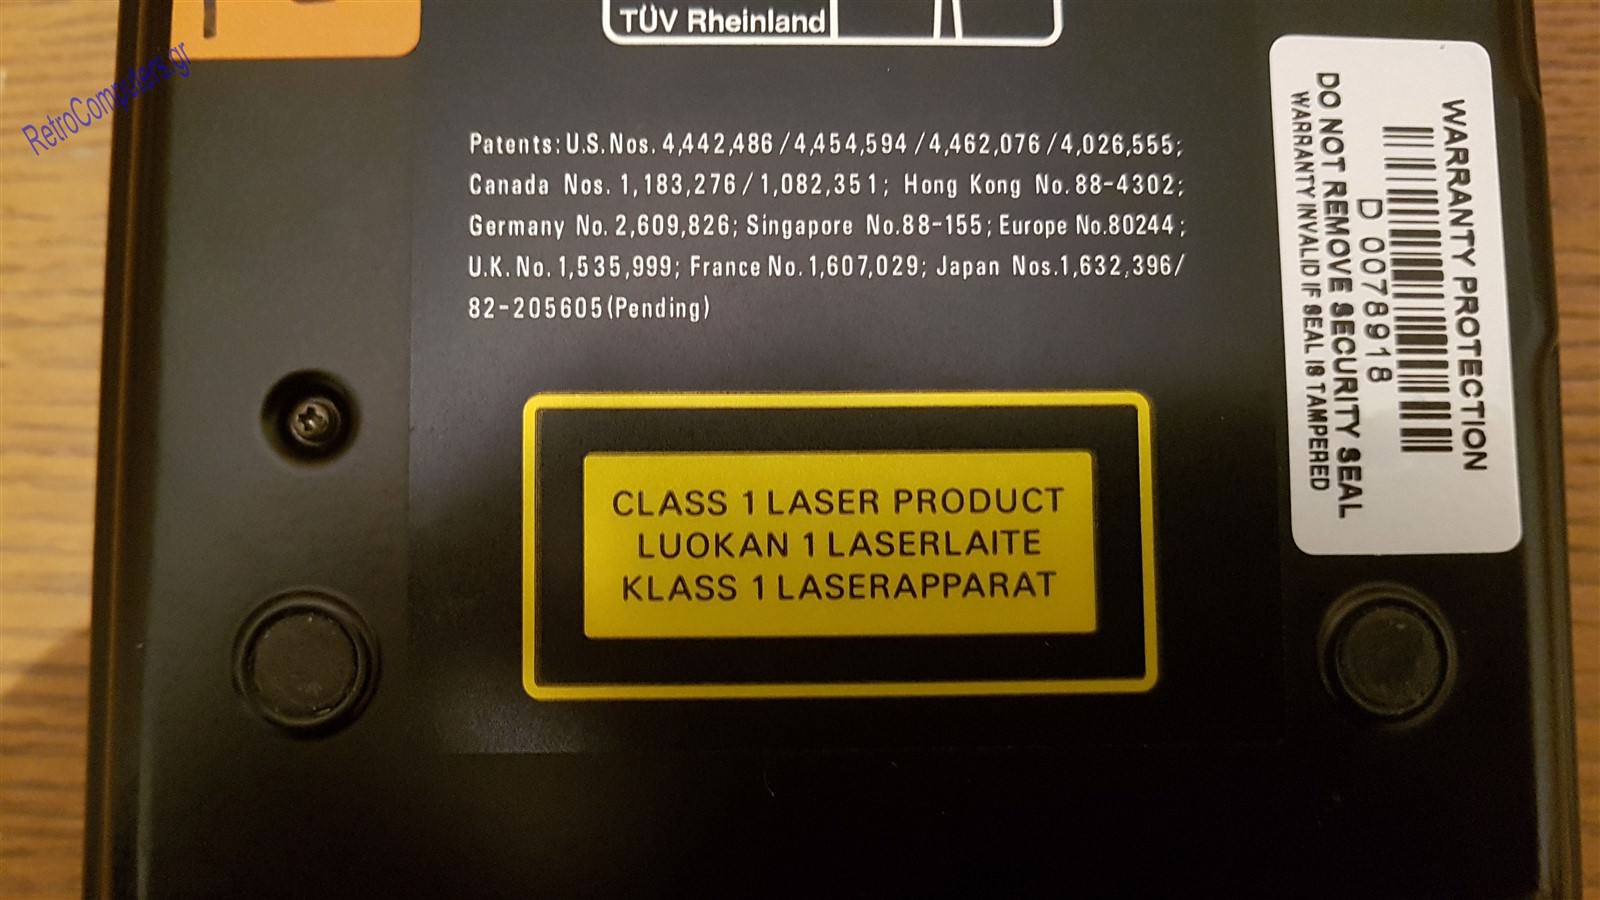 TÜV Rheinland
RetroComputers.gr
Patents: U.S. Nos. 4,442,486 / 4,454,594 / 4,462,076 / 4,026,555;
Canada Nos. 1,183,276 / 1,082,351; Hong Kong No. 88-4302;
Germany No. 2,609,826; Singapore No. 88-155; Europe No. 80244;
U.K. No. 1,535,999; France No. 1,607,029; Japan Nos. 1,632,396/
82-205605 (Pending)
CLASS 1 LASER PRODUCT
LUOKAN 1 LASERLAITE
KLASS 1 LASERAPPARAT
WARRANTY PROTECTION
D 0078918
DO NOT REMOVE SECURITY SEAL
WARRANTY INVALID IF SEAL IS TAMPERED